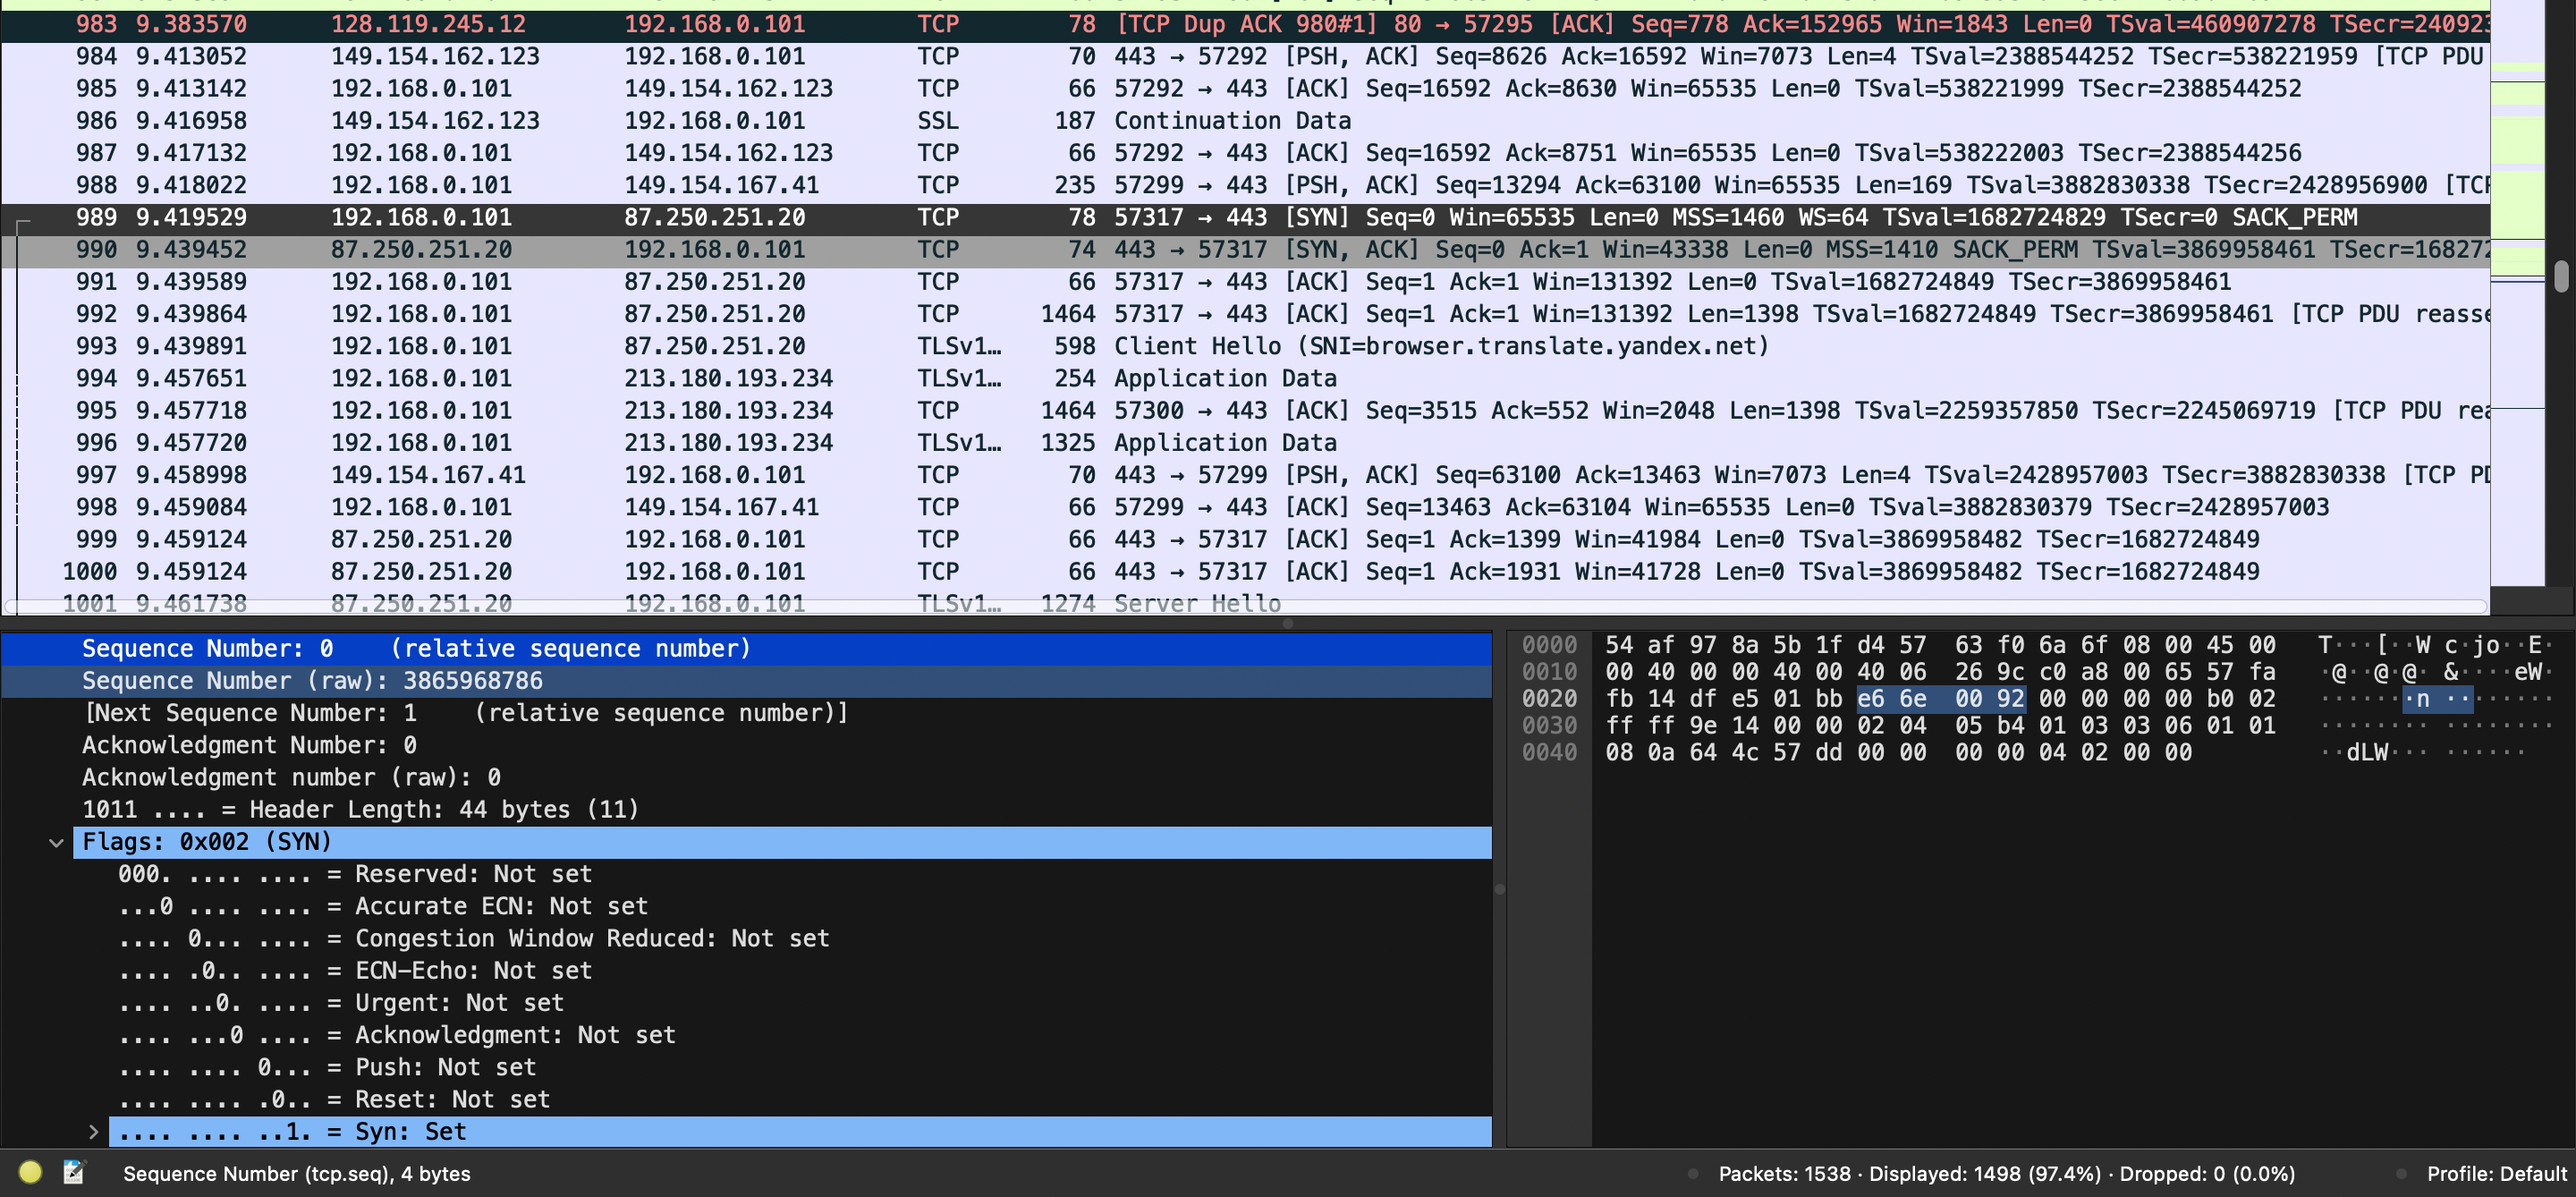 983 9.383570 128.119.245.12 192.168.0.101 TCP 78 [TCP Dup ACK 980#1] 80 → 57295 [ACK] Seq=778 Ack=152965 Win=1843 Len=0 TSval=460907278 TSecr=240923
984 9.413052 149.154.162.123 192.168.0.101 TCP 70 443 → 57292 [PSH, ACK] Seq=8626 Ack=16592 Win=7073 Len=4 TSval=2388544252 TSecr=538221959 [TCP PDU
985 9.413142 192.168.0.101 149.154.162.123 TCP 66 57292 → 443 [ACK] Seq=16592 Ack=8630 Win=65535 Len=0 TSval=538221999 TSecr=2388544252
986 9.416958 149.154.162.123 192.168.0.101 SSL 187 Continuation Data
987 9.417132 192.168.0.101 149.154.162.123 TCP 66 57292 → 443 [ACK] Seq=16592 Ack=8751 Win=65535 Len=0 TSval=538222003 TSecr=2388544256
988 9.418022 192.168.0.101 149.154.167.41 TCP 235 57299 → 443 [PSH, ACK] Seq=13294 Ack=63100 Win=65535 Len=169 TSval=3882830338 TSecr=2428956900 [TCP
989 9.419529 192.168.0.101 87.250.251.20 TCP 78 57317 → 443 [SYN] Seq=0 Win=65535 Len=0 MSS=1460 WS=64 TSval=1682724829 TSecr=0 SACK_PERM
990 9.439452 87.250.251.20 192.168.0.101 TCP 74 443 → 57317 [SYN, ACK] Seq=0 Ack=1 Win=43338 Len=0 MSS=1410 SACK_PERM TSval=3869958461 TSecr=168272
991 9.439589 192.168.0.101 87.250.251.20 TCP 66 57317 → 443 [ACK] Seq=1 Ack=1 Win=131392 Len=0 TSval=1682724849 TSecr=3869958461
992 9.439864 192.168.0.101 87.250.251.20 TCP 1464 57317 → 443 [ACK] Seq=1 Ack=1 Win=131392 Len=1398 TSval=1682724849 TSecr=3869958461 [TCP PDU reasse
993 9.439891 192.168.0.101 87.250.251.20 TLSv1… 598 Client Hello (SNI=browser.translate.yandex.net)
994 9.457651 192.168.0.101 213.180.193.234 TLSv1… 254 Application Data
995 9.457718 192.168.0.101 213.180.193.234 TCP 1464 57300 → 443 [ACK] Seq=3515 Ack=552 Win=2048 Len=1398 TSval=2259357850 TSecr=2245069719 [TCP PDU rea
996 9.457720 192.168.0.101 213.180.193.234 TLSv1… 1325 Application Data
997 9.458998 149.154.167.41 192.168.0.101 TCP 70 443 → 57299 [PSH, ACK] Seq=63100 Ack=13463 Win=7073 Len=4 TSval=2428957003 TSecr=3882830338 [TCP PD
998 9.459084 192.168.0.101 149.154.167.41 TCP 66 57299 → 443 [ACK] Seq=13463 Ack=63104 Win=65535 Len=0 TSval=3882830379 TSecr=2428957003
999 9.459124 87.250.251.20 192.168.0.101 TCP 66 443 → 57317 [ACK] Seq=1 Ack=1399 Win=41984 Len=0 TSval=3869958482 TSecr=1682724849
1000 9.459124 87.250.251.20 192.168.0.101 TCP 66 443 → 57317 [ACK] Seq=1 Ack=1931 Win=41728 Len=0 TSval=3869958482 TSecr=1682724849
1001 9.461738 87.250.251.20 192.168.0.101 TLSv1… 1274 Server Hello
Sequence Number: 0    (relative sequence number)
Sequence Number (raw): 3865968786
[Next Sequence Number: 1    (relative sequence number)]
Acknowledgment Number: 0
Acknowledgment number (raw): 0
1011 .... = Header Length: 44 bytes (11)
Flags: 0x002 (SYN)
000. .... .... = Reserved: Not set
...0 .... .... = Accurate ECN: Not set
.... 0... .... = Congestion Window Reduced: Not set
.... .0.. .... = ECN-Echo: Not set
.... ..0. .... = Urgent: Not set
.... ...0 .... = Acknowledgment: Not set
.... .... 0... = Push: Not set
.... .... .0.. = Reset: Not set
.... .... ..1. = Syn: Set
0000 54 af 97 8a 5b 1f d4 57 63 f0 6a 6f 08 00 45 00 T···[··W c·jo··E·
0010 00 40 00 00 40 00 40 06 26 9c c0 a8 00 65 57 fa ·@··@·@· &····eW·
0020 fb 14 df e5 01 bb e6 6e 00 92 00 00 00 00 b0 02 ·······n ········
0030 ff ff 9e 14 00 00 02 04 05 b4 01 03 03 06 01 01 ········ ········
0040 08 0a 64 4c 57 dd 00 00 00 00 04 02 00 00 ··dLW··· ······
Sequence Number (tcp.seq), 4 bytes
Packets: 1538 · Displayed: 1498 (97.4%) · Dropped: 0 (0.0%)
Profile: Default